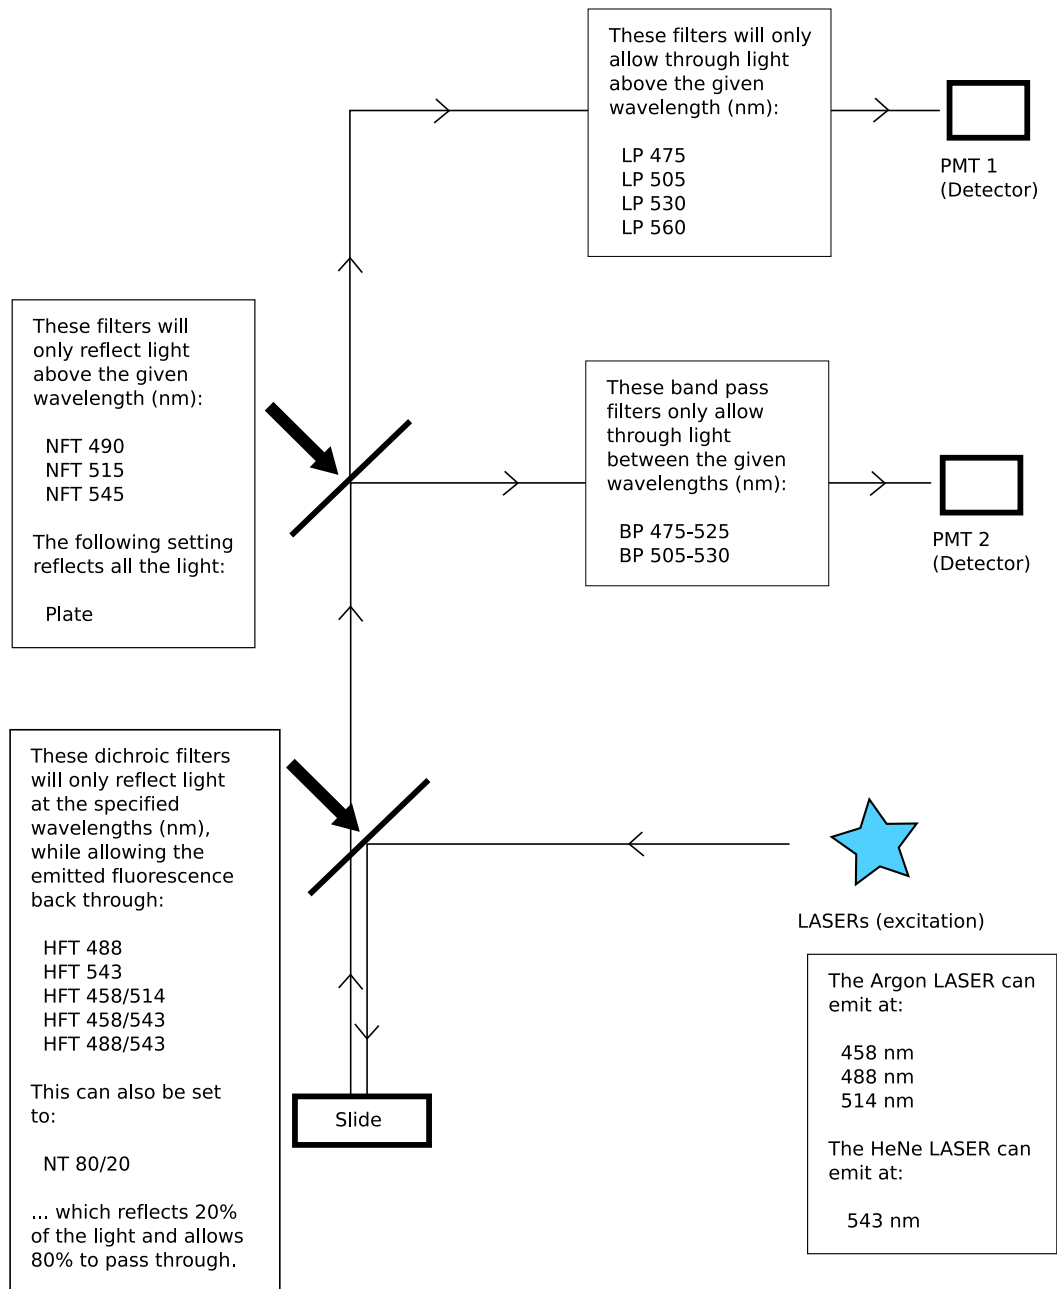 These filters will only
allow through light
above the given
wavelength (nm):
LP 475
LP 505
LP 530
LP 560
PMT 1
(Detector)
These filters will
only reflect light
above the given
wavelength (nm):
NFT 490
NFT 515
NFT 545
The following setting
reflects all the light:
Plate
These band pass
filters only allow
through light
between the given
wavelengths (nm):
BP 475-525
BP 505-530
PMT 2
(Detector)
These dichroic filters
will only reflect light
at the specified
wavelengths (nm),
while allowing the
emitted fluorescence
back through:
HFT 488
HFT 543
HFT 458/514
HFT 458/543
HFT 488/543
This can also be set
to:
NT 80/20
... which reflects 20%
of the light and allows
80% to pass through.
Slide
LASERs (excitation)
The Argon LASER can
emit at:
458 nm
488 nm
514 nm
The HeNe LASER can
emit at:
543 nm